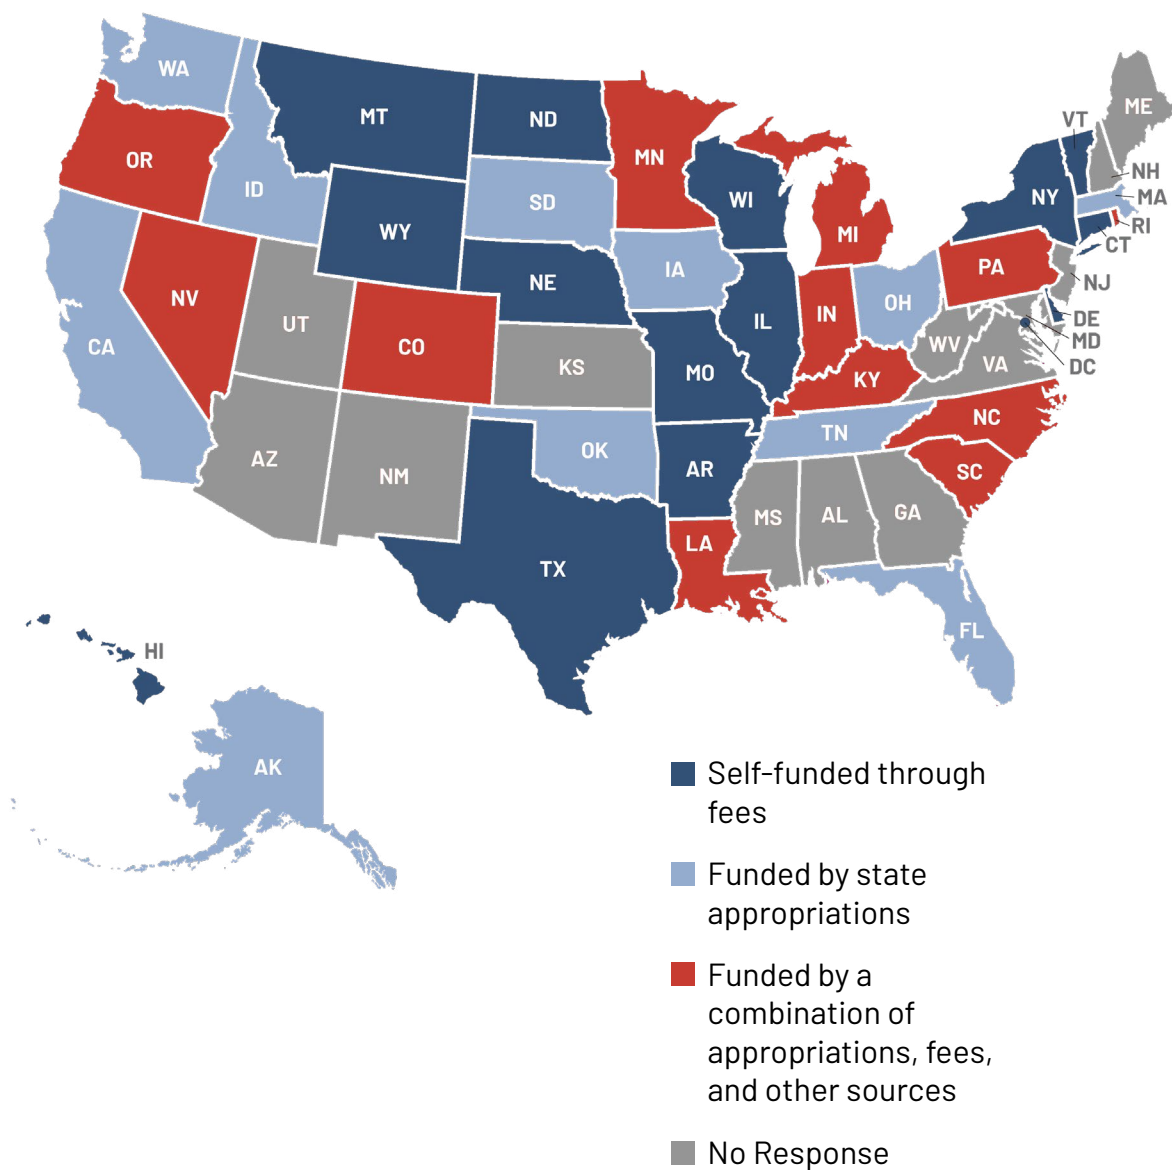 WA
MT
ND
MN
ME
VT
OR
ID
SD
WI
NY
NH
MA
RI
CT
WY
MI
PA
IA
NE
NJ
NV
UT
CO
IL
IN
OH
DE
MD
DC
CA
KS
MO
WV
VA
KY
NC
AZ
NM
OK
TN
AR
SC
MS
AL
GA
LA
TX
FL
HI
AK
Self-funded through
fees
Funded by state
appropriations
Funded by a
combination of
appropriations, fees,
and other sources
No Response